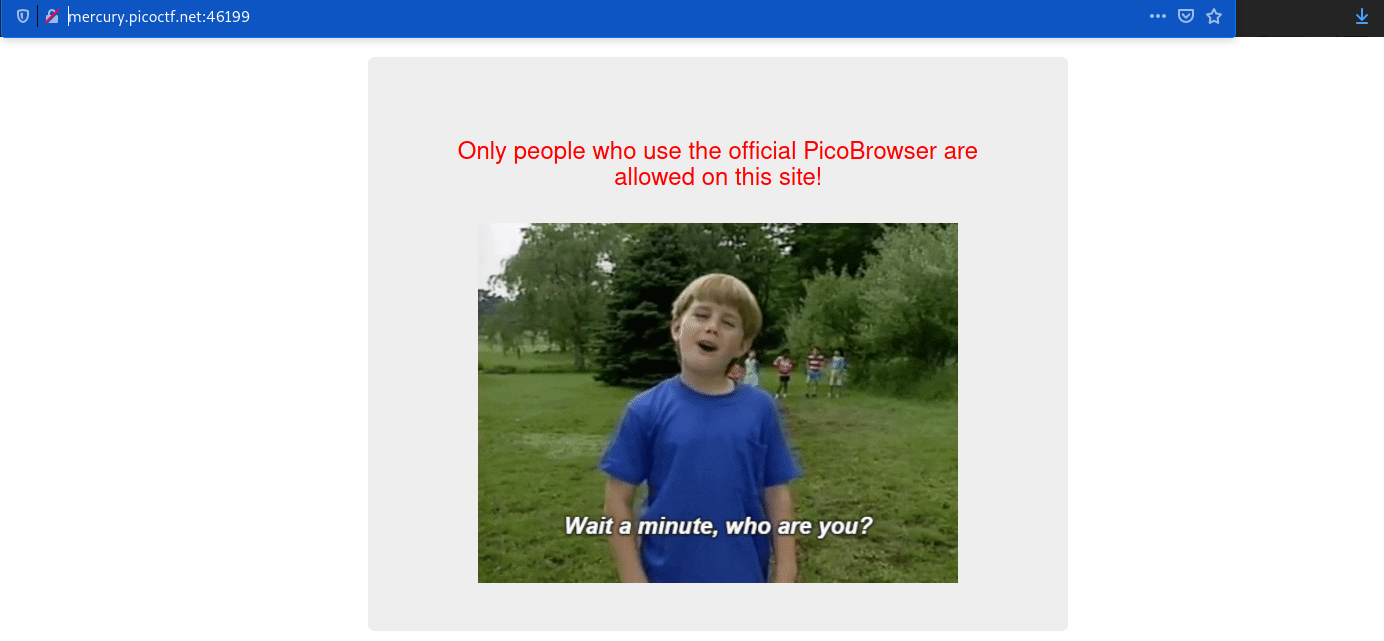 mercury.picoctf.net:46199
Only people who use the official PicoBrowser are
allowed on this site!
Wait a minute, who are you?